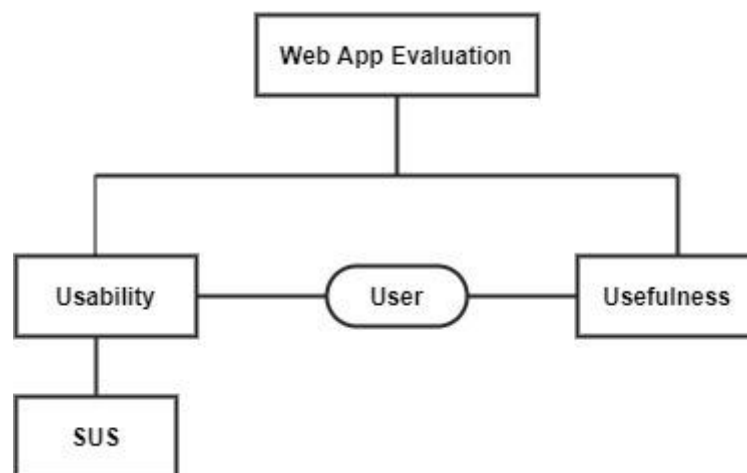 Web App Evaluation
Usability
User
Usefulness
SUS